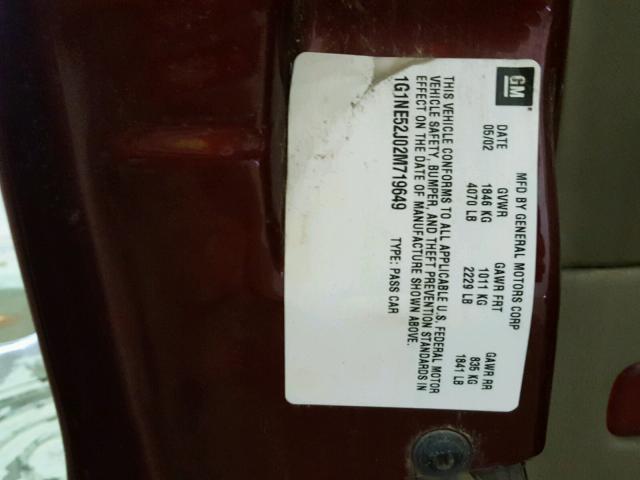 GM
MFD BY GENERAL MOTORS CORP
DATE GVWR GAWR FRT GAWR RR
05/02 1846 KG 1011 KG 835 KG
4070 LB 2229 LB 1841 LB
THIS VEHICLE CONFORMS TO ALL APPLICABLE U.S. FEDERAL MOTOR
VEHICLE SAFETY, BUMPER, AND THEFT PREVENTION STANDARDS IN
EFFECT ON THE DATE OF MANUFACTURE SHOWN ABOVE.
1G1NE52J02M719649 TYPE: PASS CAR